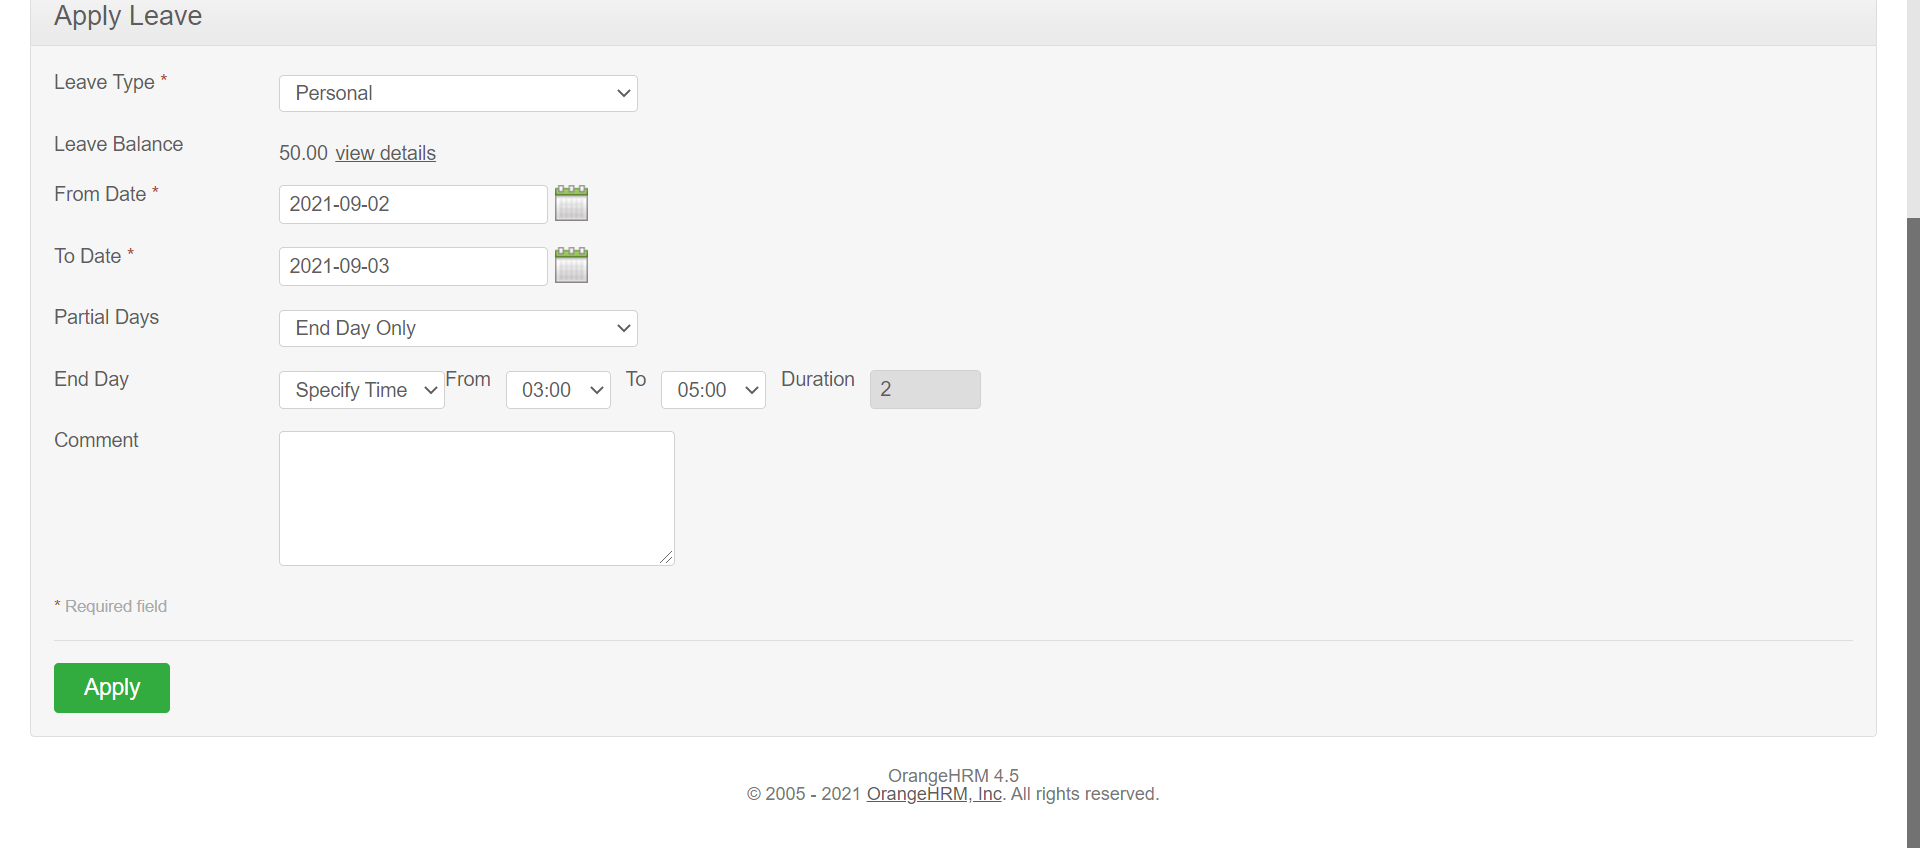 Apply Leave
Leave Type *
Personal
Leave Balance
50.00 view details
From Date *
2021-09-02
To Date *
2021-09-03
Partial Days
End Day Only
End Day
Specify Time From 03:00 To 05:00 Duration 2
Comment
* Required field
Apply
OrangeHRM 4.5
© 2005 - 2021 OrangeHRM, Inc. All rights reserved.